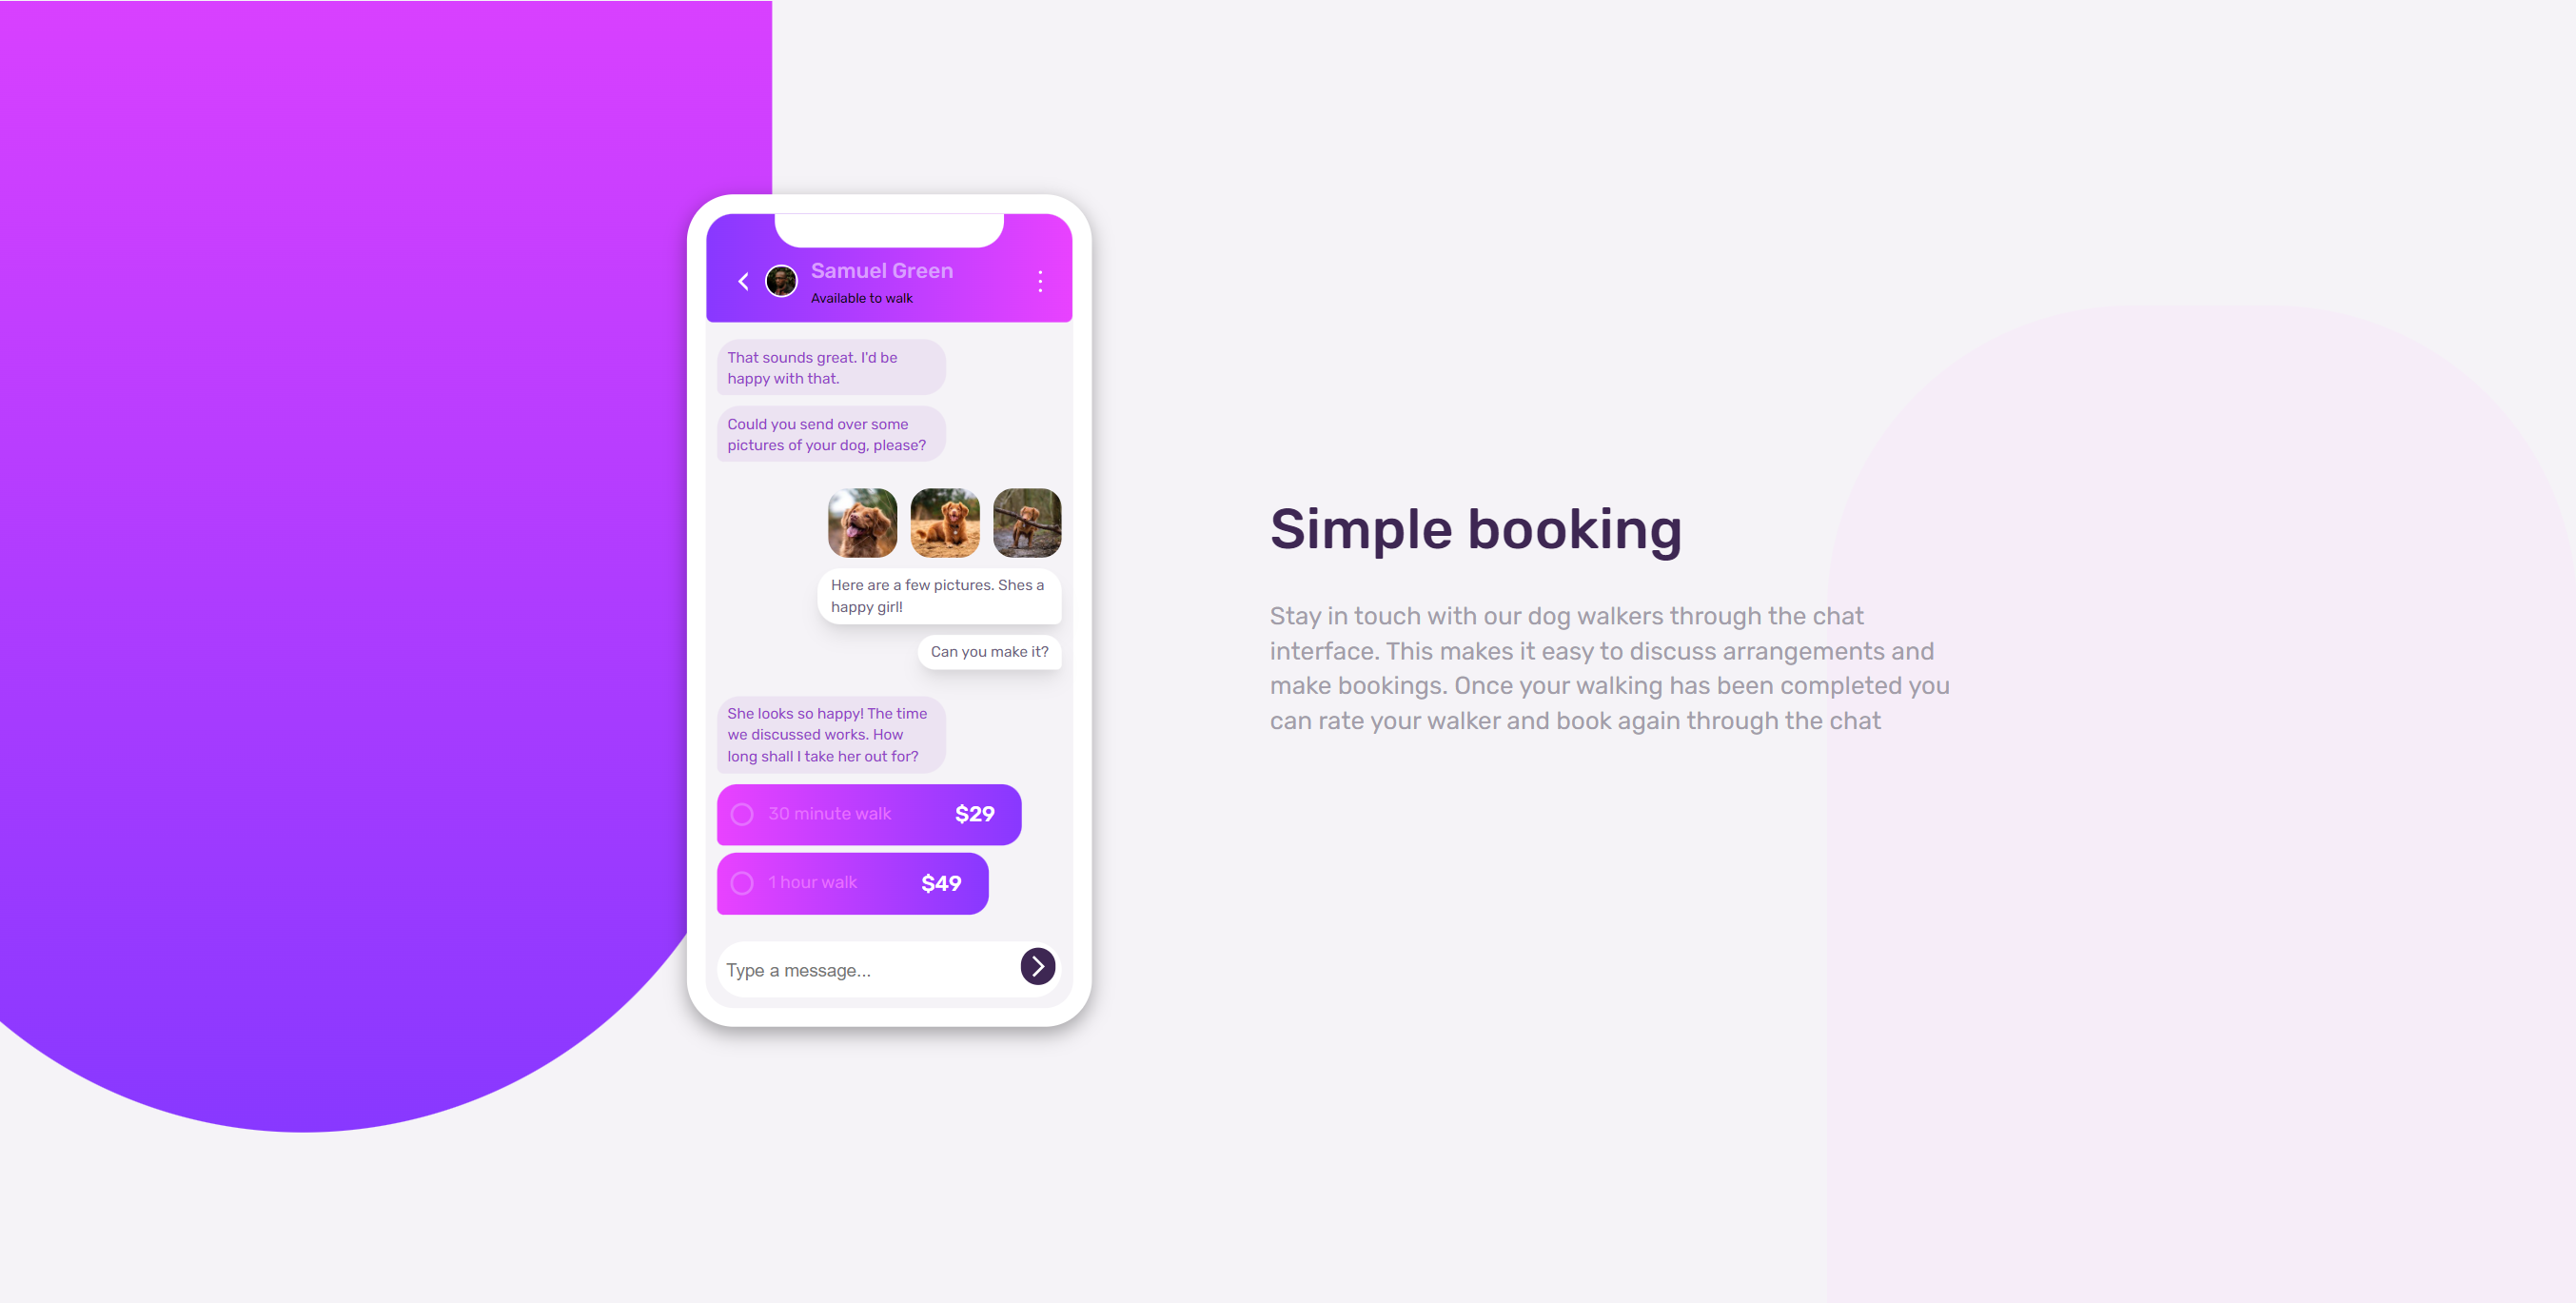 Samuel Green
Available to walk
That sounds great. I'd be
happy with that.
Could you send over some
pictures of your dog, please?
Here are a few pictures. Shes a
happy girl!
Can you make it?
She looks so happy! The time
we discussed works. How
long shall I take her out for?
30 minute walk $29
1 hour walk $49
Type a message...
Simple booking
Stay in touch with our dog walkers through the chat
interface. This makes it easy to discuss arrangements and
make bookings. Once your walking has been completed you
can rate your walker and book again through the chat